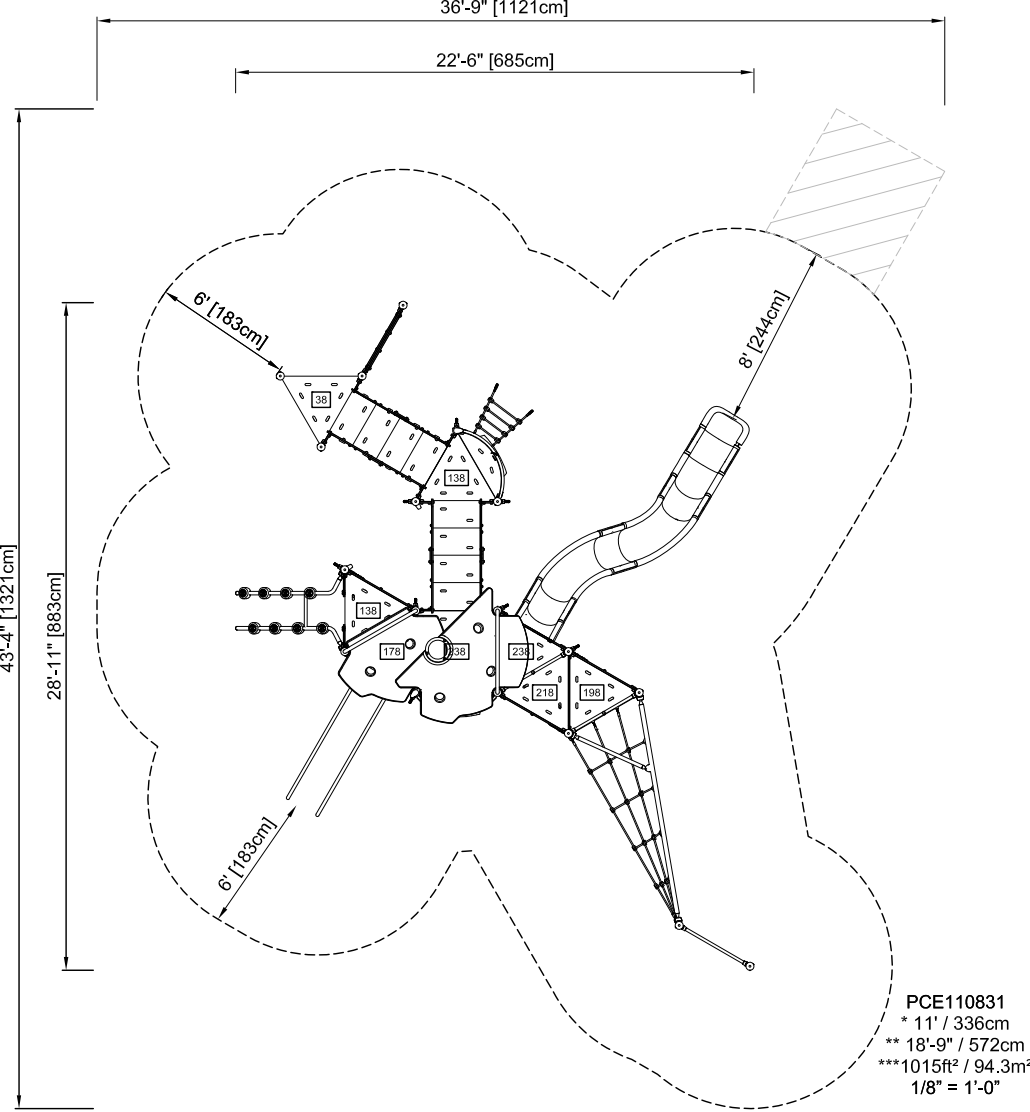 36'-9" [1121cm]
22'-6" [685cm]
6' [183cm]
8' [244cm]
38
138
43'-4" [1321cm]
28'-11" [883cm]
138
178
238
218
198
6' [183cm]
PCE110831
* 11' / 336cm
** 18'-9" / 572cm
***1015ft² / 94.3m²
1/8" = 1'-0"